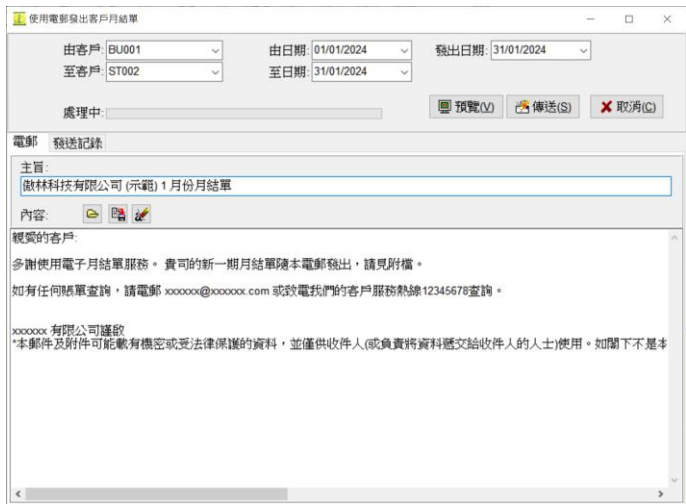 使用電郵發出客戶月結單
由客戶: BU001 由日期: 01/01/2024 發出日期: 31/01/2024
至客戶: ST002 至日期: 31/01/2024
處理中: 預覽(V) 傳送(S) 取消(C)
電郵 發送記錄
主旨:
傲林科技有限公司 (示範) 1 月份月結單
內容:
親愛的客戶:
多謝使用電子月結單服務。 貴司的新一期月結單隨本電郵發出，請見附檔。
如有任何賬單查詢，請電郵 xxxxxx@xxxxxx.com 或致電我們的客戶服務熱線12345678查詢。
xxxxxx 有限公司謹啟
*本郵件及附件可能載有機密或受法律保護的資料，並僅供收件人(或負責將資料遞交給收件人的人士)使用。如閣下不是本